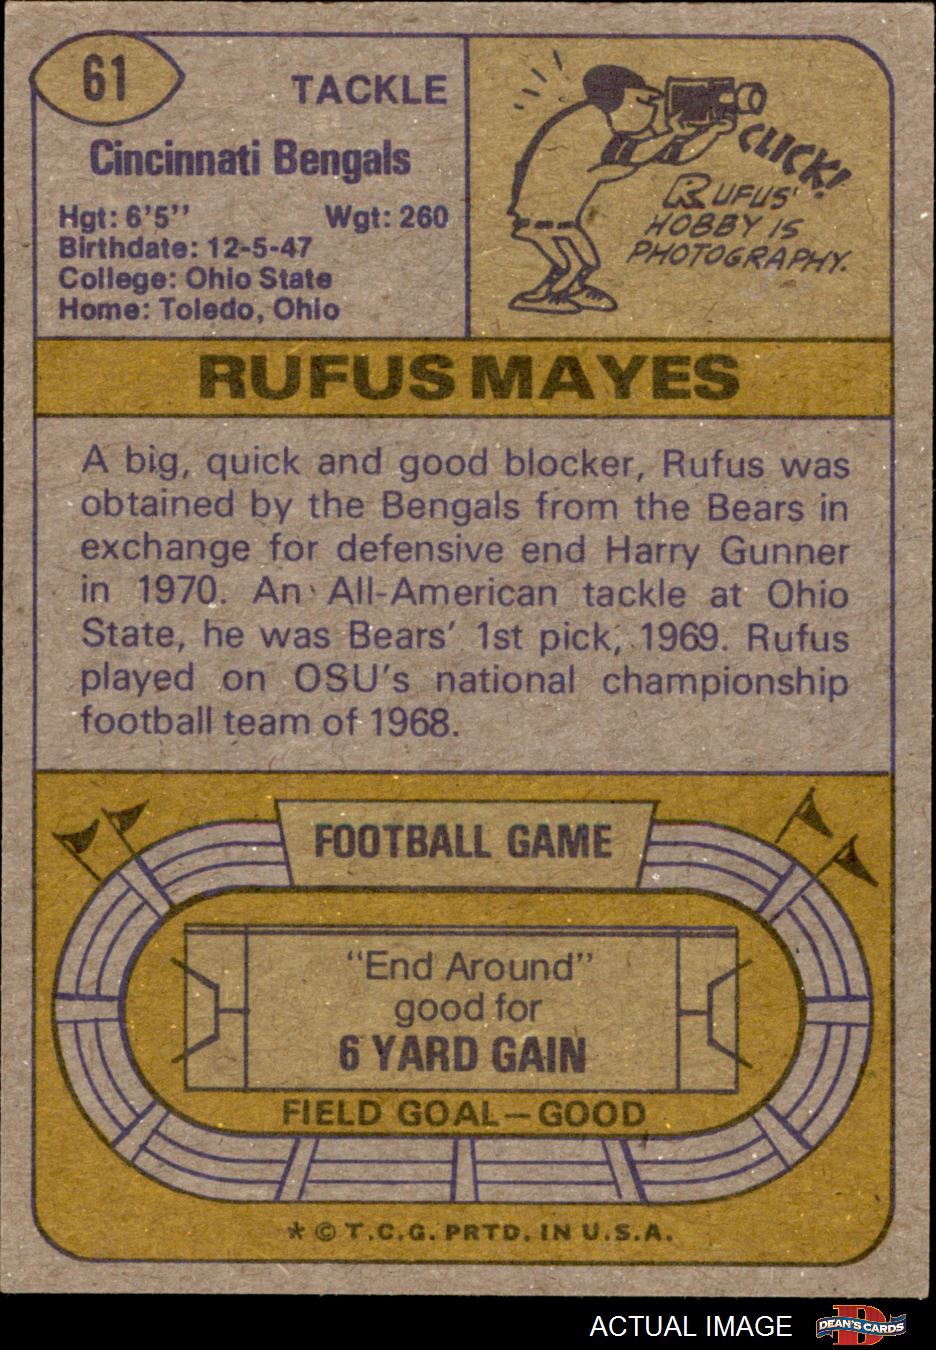 61
TACKLE
Cincinnati Bengals
Hgt: 6'5'' Wgt: 260
Birthdate: 12-5-47
College: Ohio State
Home: Toledo, Ohio
CLICK!
RUFUS'
HOBBY IS
PHOTOGRAPHY.
RUFUS MAYES
A big, quick and good blocker, Rufus was
obtained by the Bengals from the Bears in
exchange for defensive end Harry Gunner
in 1970. An All-American tackle at Ohio
State, he was Bears' 1st pick, 1969. Rufus
played on OSU's national championship
football team of 1968.
FOOTBALL GAME
“End Around”
good for
6 YARD GAIN
FIELD GOAL—GOOD
* © T.C.G. PRTD. IN U.S.A.
ACTUAL IMAGE
D
DEAN'S CARDS